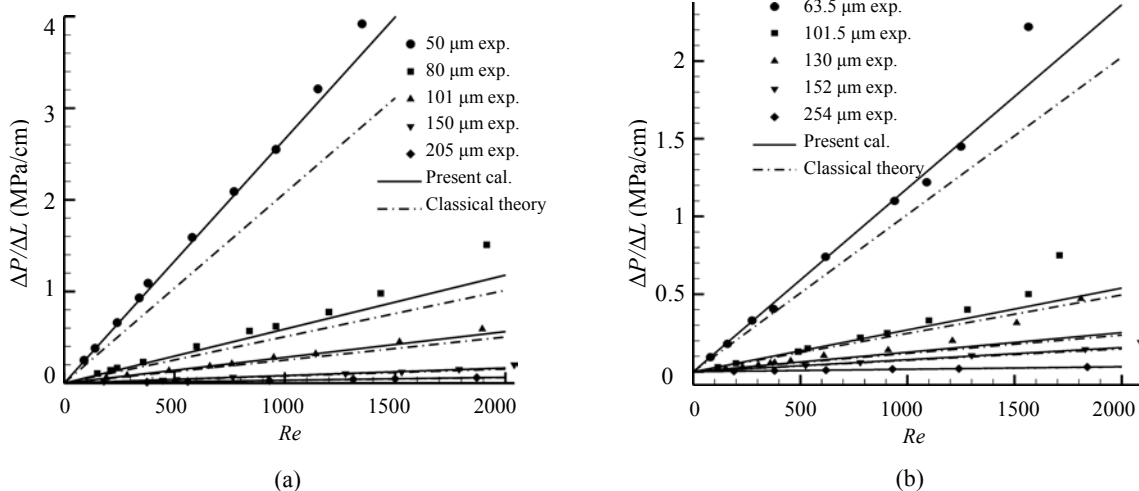 4
3
2
1
0
ΔP/ΔL (MPa/cm)
50 μm exp.
80 μm exp.
101 μm exp.
150 μm exp.
205 μm exp.
Present cal.
Classical theory
0
500
1000
1500
2000
Re
(a)
2
1.5
1
0.5
0
ΔP/ΔL (MPa/cm)
63.5 μm exp.
101.5 μm exp.
130 μm exp.
152 μm exp.
254 μm exp.
Present cal.
Classical theory
0
500
1000
1500
2000
Re
(b)